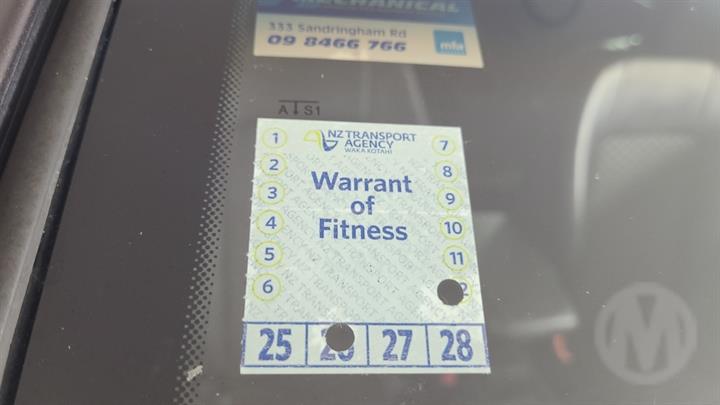 MECHANICAL
333 Sandringham Rd
09 8466 766
mta
A S1
NZ TRANSPORT
AGENCY
WAKA KOTAHI
Warrant
of
Fitness
1 7
2 8
3 9
4 10
5 11
6
25 27 28
M